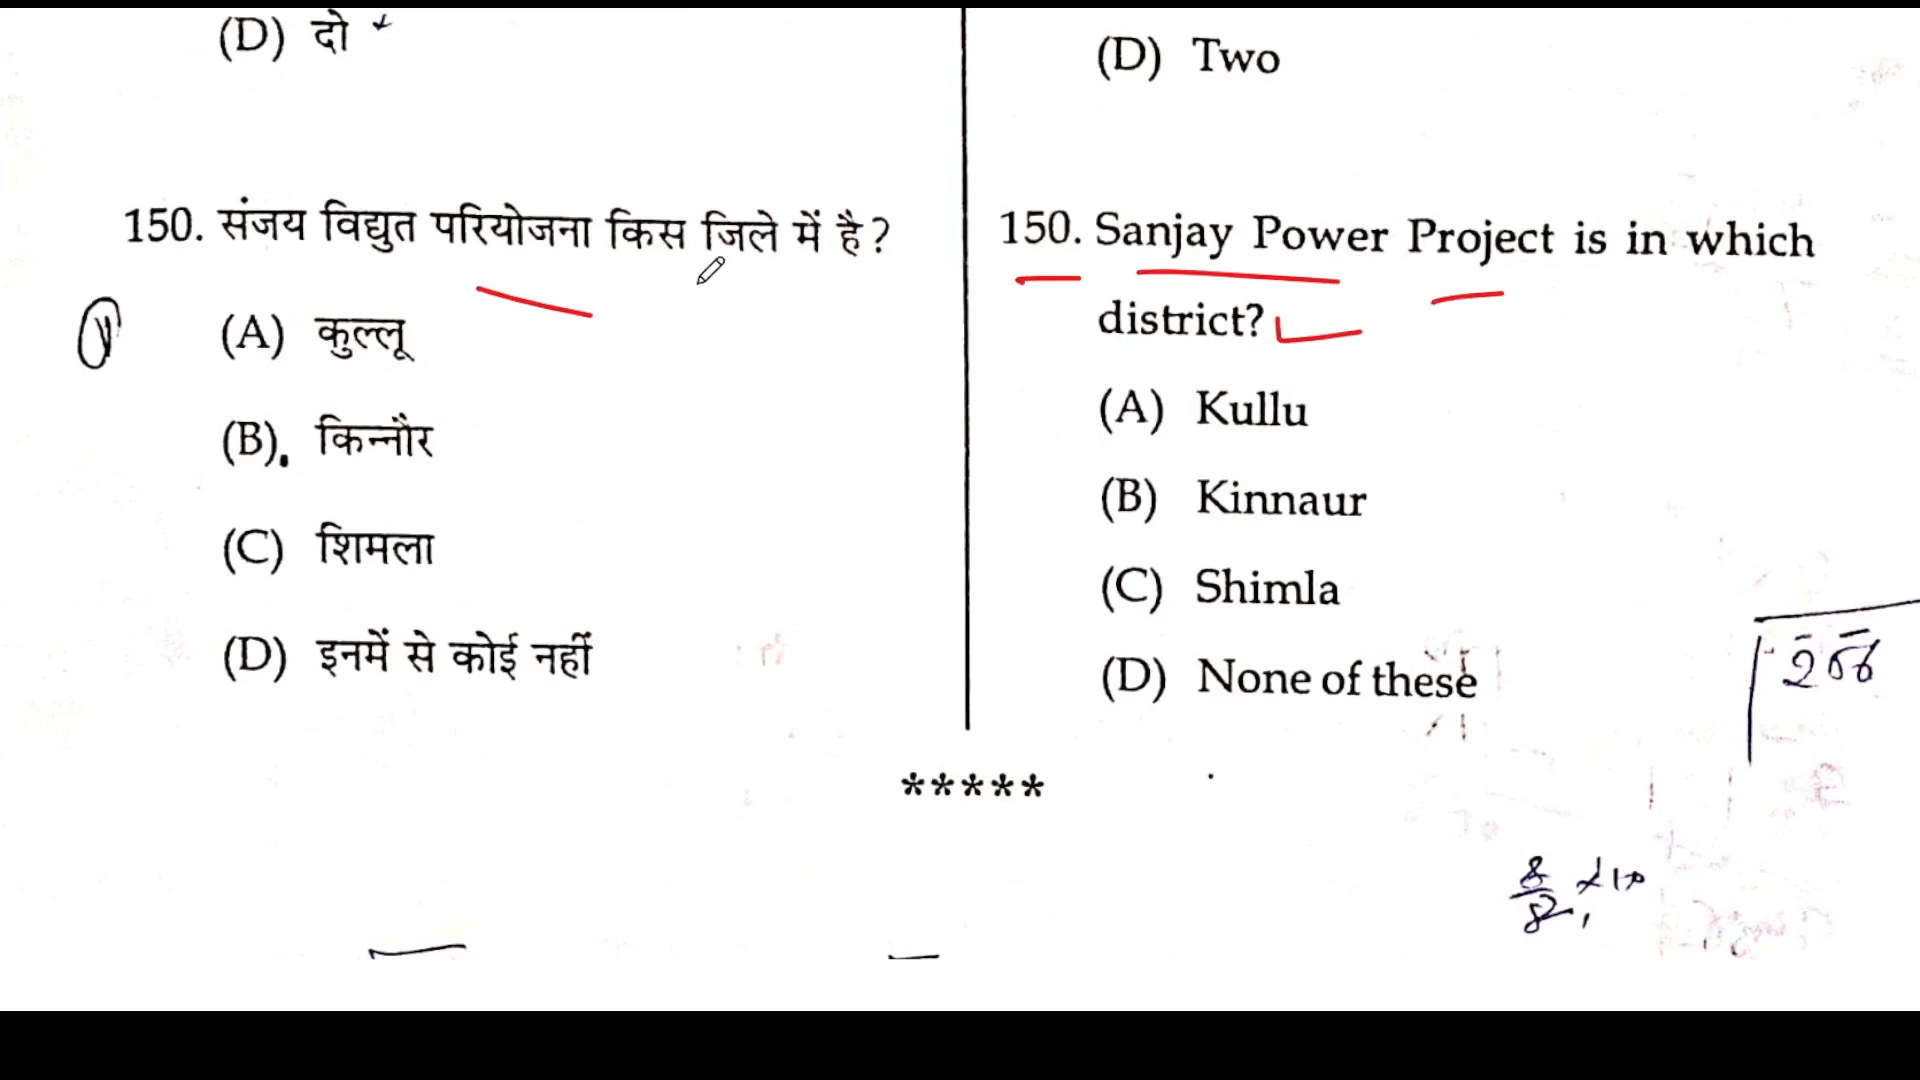 (D) दो
150. संजय विद्युत परियोजना किस जिले में है?
(A) कुल्लू
(B). किन्नौर
(C) शिमला
(D) इनमें से कोई नहीं
(D) Two
150. Sanjay Power Project is in which
district?
(A) Kullu
(B) Kinnaur
(C) Shimla
(D) None of these
*****